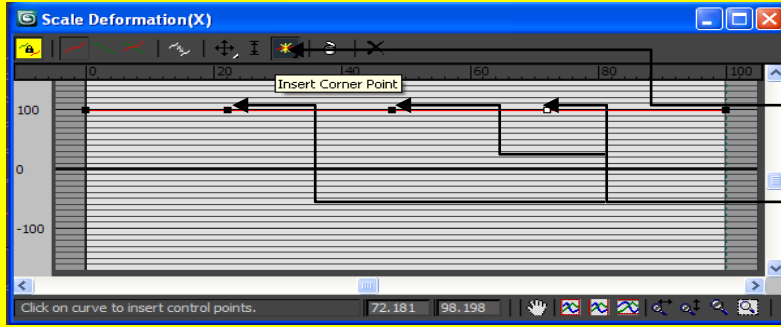 Scale Deformation(X)
0 20 40 60 80 100
Insert Corner Point
100
0
-100
Click on curve to insert control points. 72.181 98.198